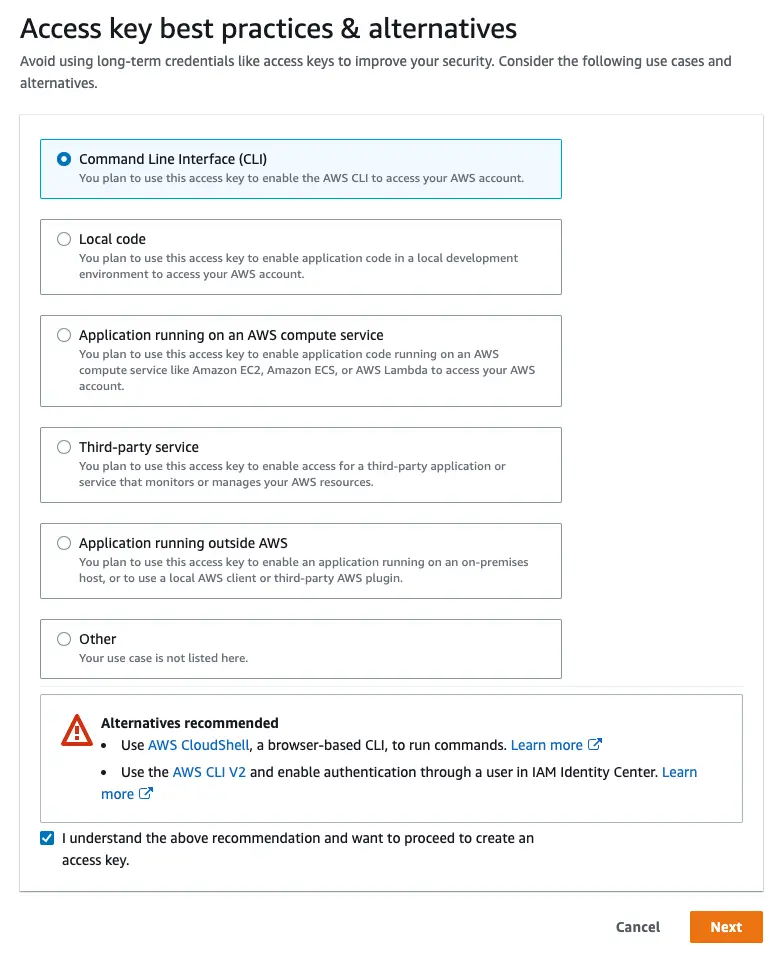 Access key best practices & alternatives
Avoid using long-term credentials like access keys to improve your security. Consider the following use cases and
alternatives.
Command Line Interface (CLI)
You plan to use this access key to enable the AWS CLI to access your AWS account.
Local code
You plan to use this access key to enable application code in a local development
environment to access your AWS account.
Application running on an AWS compute service
You plan to use this access key to enable application code running on an AWS
compute service like Amazon EC2, Amazon ECS, or AWS Lambda to access your AWS
account.
Third-party service
You plan to use this access key to enable access for a third-party application or
service that monitors or manages your AWS resources.
Application running outside AWS
You plan to use this access key to enable an application running on an on-premises
host, or to use a local AWS client or third-party AWS plugin.
Other
Your use case is not listed here.
Alternatives recommended
• Use AWS CloudShell, a browser-based CLI, to run commands. Learn more
• Use the AWS CLI V2 and enable authentication through a user in IAM Identity Center. Learn
more
I understand the above recommendation and want to proceed to create an
access key.
Cancel Next